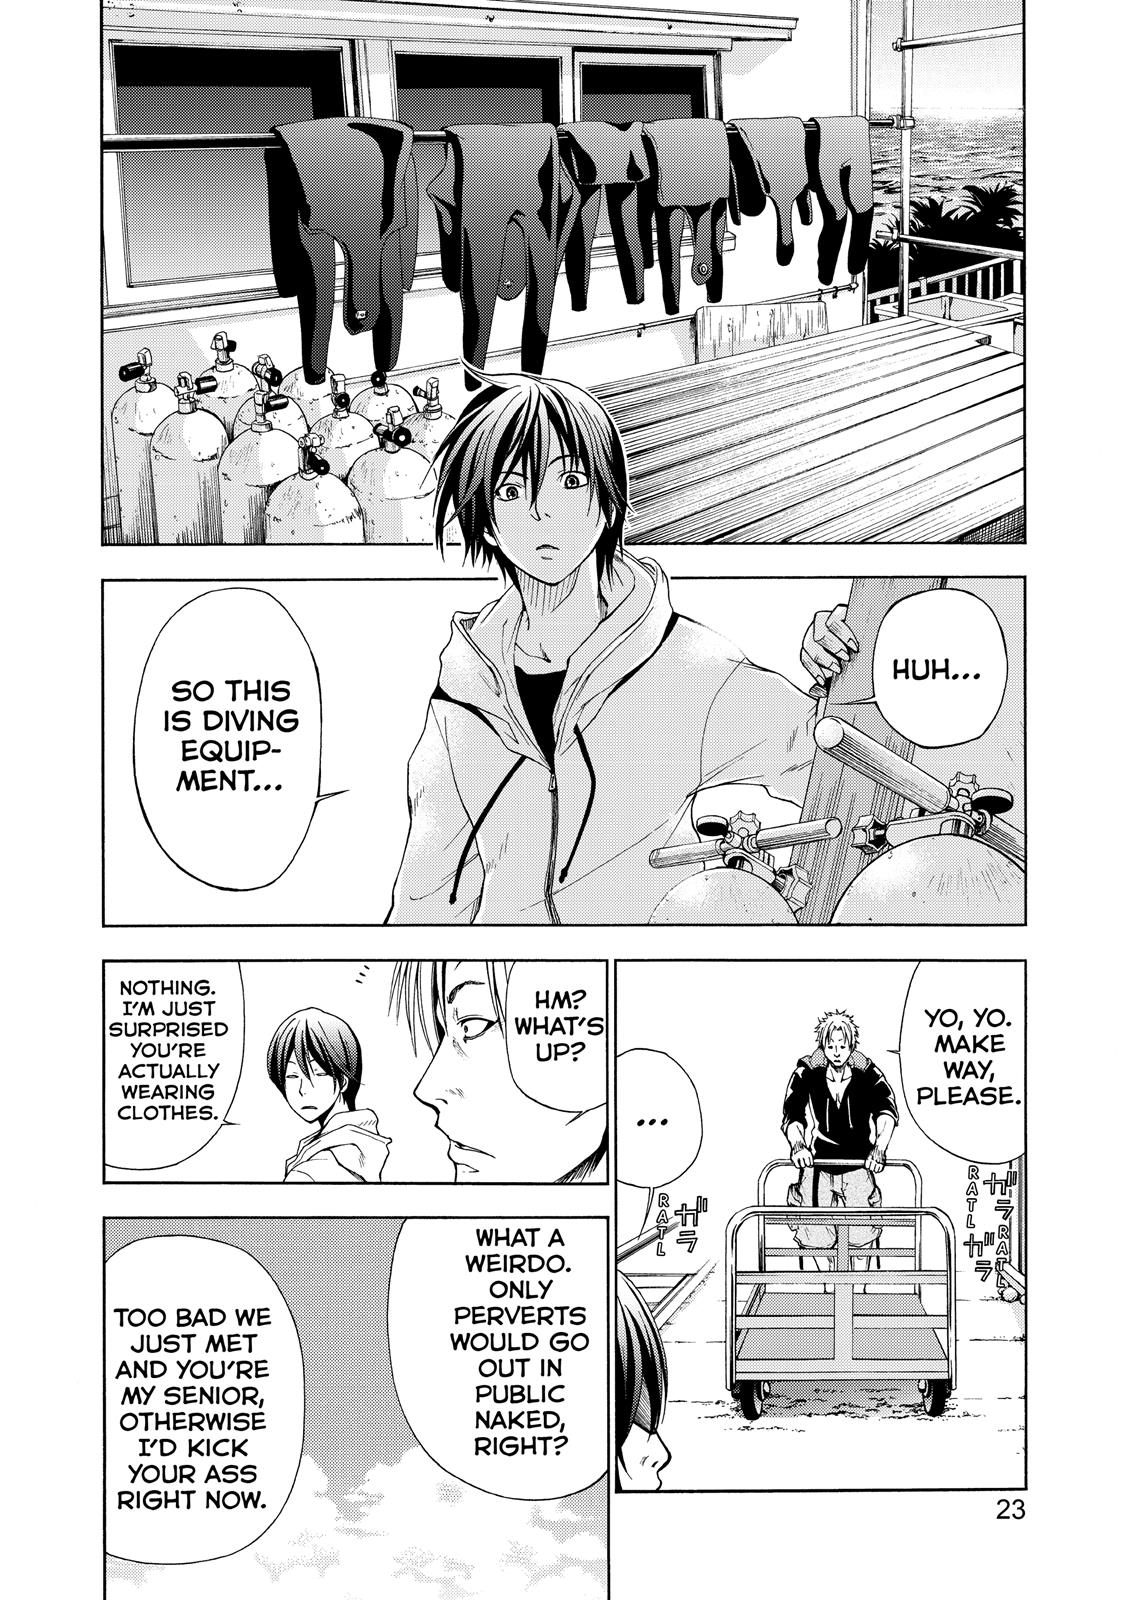 HUH...
SO THIS
IS DIVING
EQUIP-
MENT...
YO, YO.
MAKE
WAY,
PLEASE.
ガラ
RATL
ガラ
RATL
ガラ
RATL
...
HM?
WHAT'S
UP?
NOTHING.
I'M JUST
SURPRISED
YOU'RE
ACTUALLY
WEARING
CLOTHES.
WHAT A
WEIRDO.
ONLY
PERVERTS
WOULD GO
OUT IN
PUBLIC
NAKED,
RIGHT?
TOO BAD WE
JUST MET
AND YOU'RE
MY SENIOR,
OTHERWISE
I'D KICK
YOUR ASS
RIGHT NOW.
23